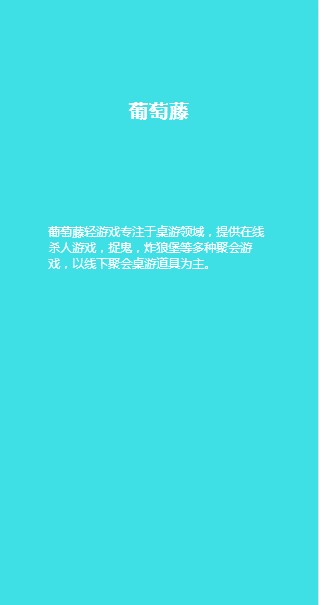 葡萄藤
葡萄藤轻游戏专注于桌游领域，提供在线
杀人游戏，捉鬼，炸狼堡等多种聚会游
戏，以线下聚会桌游道具为主。